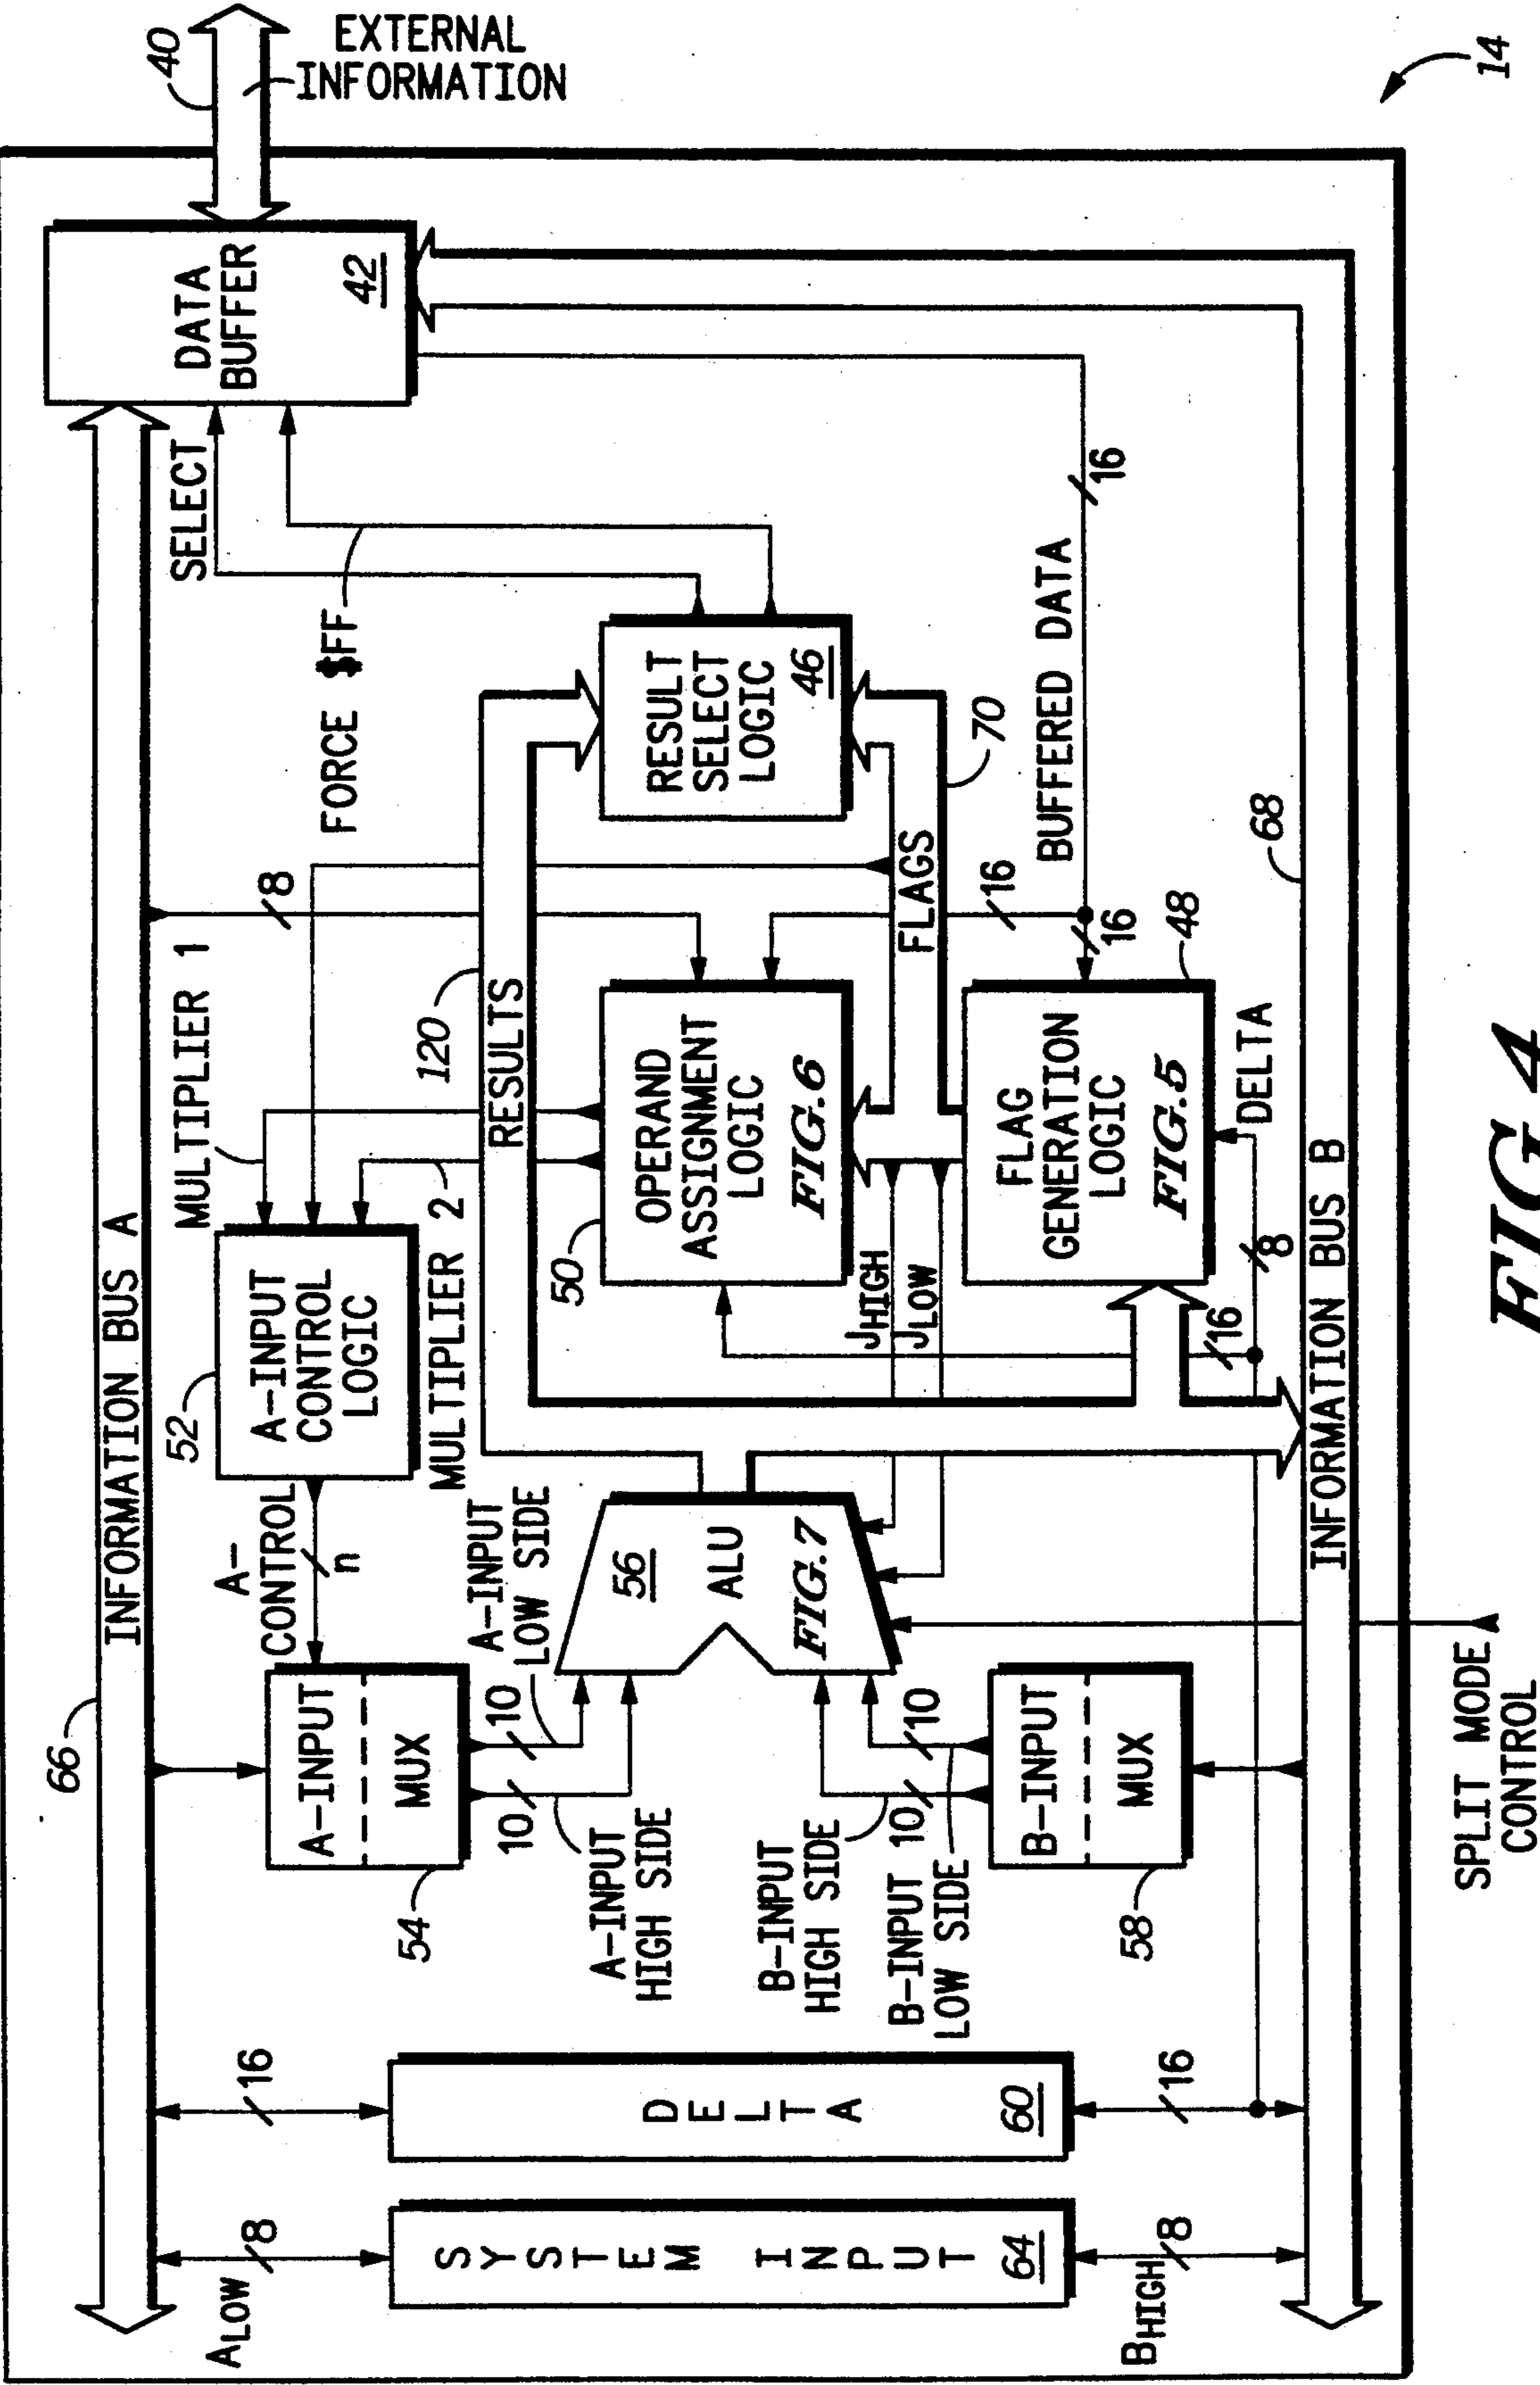 14
40
EXTERNAL
INFORMATION
66
INFORMATION BUS A
DATA
BUFFER
42
SELECT
FORCE $FF
MULTIPLIER 1
8
52
A-INPUT
CONTROL
LOGIC
MULTIPLIER 2
A-
CONTROL
n
A-INPUT
MUX
54
10
10
A-INPUT
LOW SIDE
A-INPUT
HIGH SIDE
120
RESULTS
RESULT
SELECT
LOGIC
46
50
OPERAND
ASSIGNMENT
LOGIC
FIG.6
56
ALU
FIG.7
JHIGH
JLOW
FLAGS
70
16
BUFFERED DATA
16
16
48
FLAG
GENERATION
LOGIC
FIG.5
DELTA
8
16
B-INPUT
HIGH SIDE
10
B-INPUT
LOW SIDE
10
B-INPUT
MUX
58
16
DELTA
60
16
ALOW
8
SYSTEM INPUT
64
BHIGH
8
68
INFORMATION BUS B
SPLIT MODE
CONTROL
FIG.4